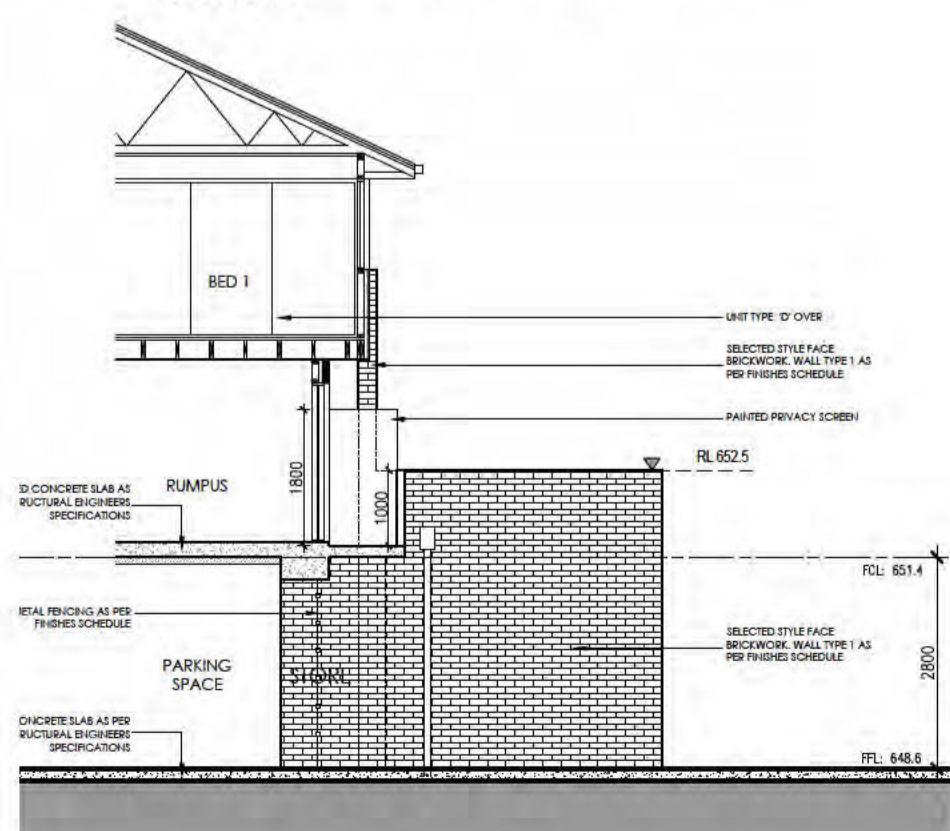 BED 1
UNIT TYPE 'D' OVER
SELECTED STYLE FACE
BRICKWORK. WALL TYPE 1 AS
PER FINISHES SCHEDULE
PAINTED PRIVACY SCREEN
RL 652.5
1800
1000
RUMPUS
D CONCRETE SLAB AS
RUCTURAL ENGINEERS
SPECIFICATIONS
FCL: 651.4
ETAL FENCING AS PER
FINISHES SCHEDULE
SELECTED STYLE FACE
BRICKWORK. WALL TYPE 1 AS
PER FINISHES SCHEDULE
2800
PARKING
SPACE
ONCRETE SLAB AS PER
RUCTURAL ENGINEERS
SPECIFICATIONS
FFL: 648.6